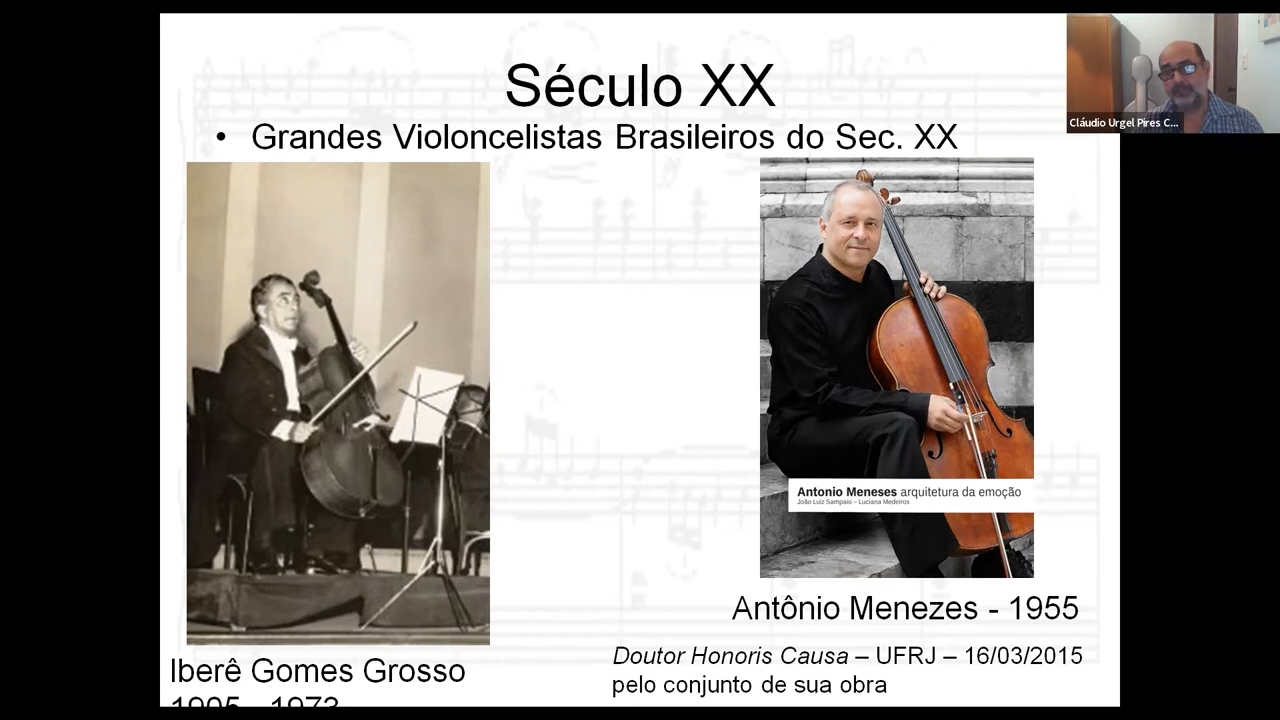 Século XX
• Grandes Violoncelistas Brasileiros do Sec. XX
Cláudio Urgel Pires C...
Antonio Meneses arquitetura da emoção
João Luiz Sampaio – Luciana Medeiros
Antônio Menezes - 1955
Doutor Honoris Causa – UFRJ – 16/03/2015
pelo conjunto de sua obra
Iberê Gomes Grosso
1905 - 1973